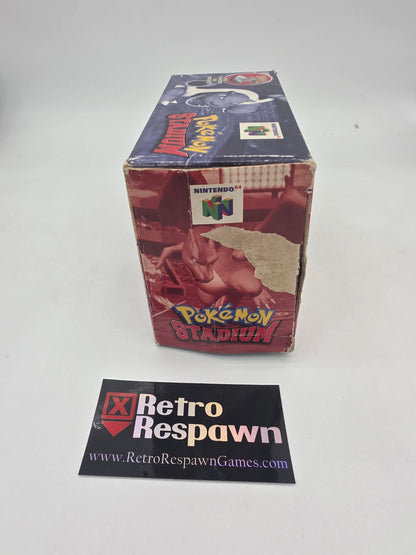 POKéMON
STADIUM
NINTENDO 64
POKéMON
STADIUM
Retro
Respawn
www.RetroRespawnGames.com